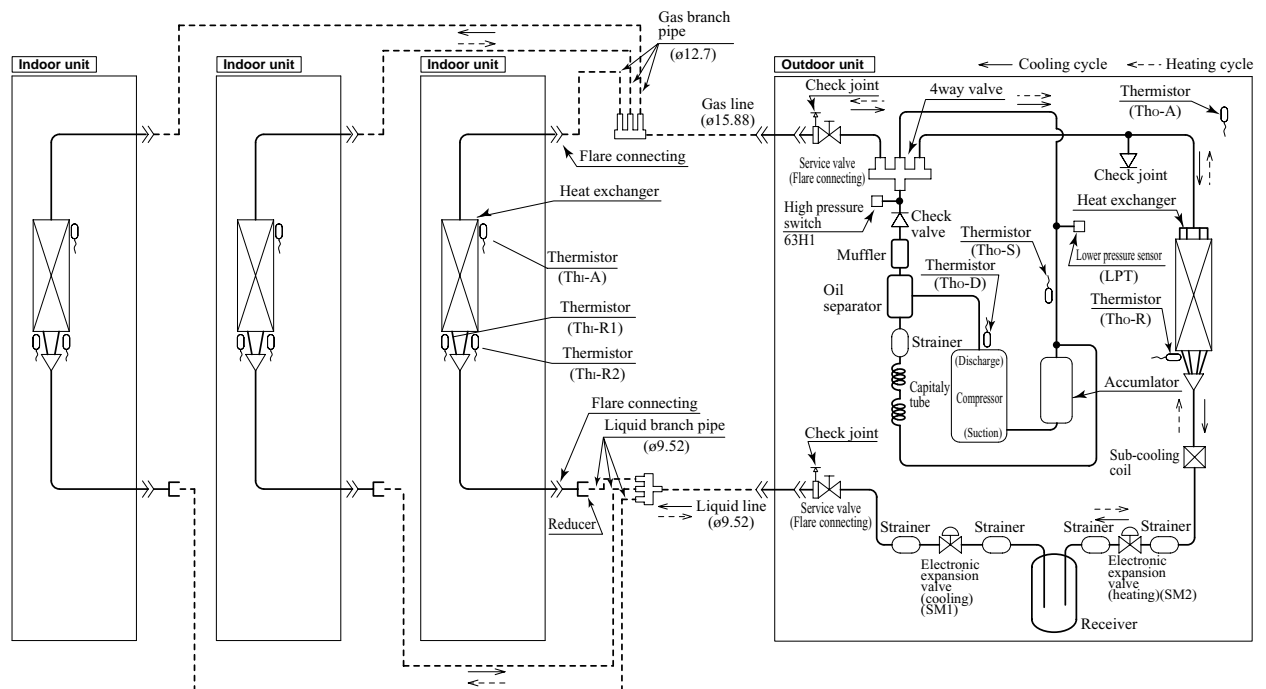 Gas branch
pipe
(ø12.7)
Indoor unit
Indoor unit
Indoor unit
Outdoor unit
Cooling cycle
Heating cycle
Check joint
4way valve
Thermistor
(Tho-A)
Gas line
(ø15.88)
Flare connecting
Service valve
(Flare connecting)
Check joint
Heat exchanger
High pressure
switch
63H1
Check
valve
Heat exchanger
Thermistor
(Tho-S)
Lower pressure sensor
(LPT)
Muffler
Thermistor
(ThI-A)
Thermistor
(Tho-D)
Oil
separator
Thermistor
(Tho-R)
Thermistor
(ThI-R1)
Strainer
Thermistor
(ThI-R2)
(Discharge)
Compressor
(Suction)
Capitaly
tube
Accumlator
Flare connecting
Liquid branch pipe
(ø9.52)
Check joint
Sub-cooling
coil
Reducer
Liquid line
(ø9.52)
Service valve
(Flare connecting)
Strainer
Strainer
Strainer
Strainer
Electronic
expansion
valve
(cooling)
(SM1)
Electronic
expansion
valve
(heating)(SM2)
Receiver